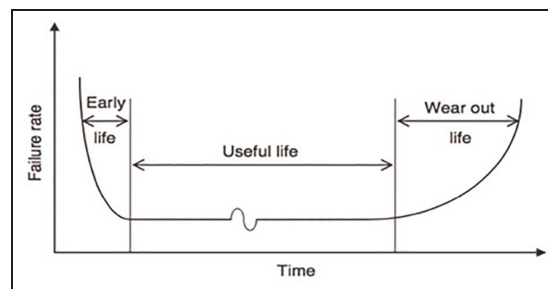 Failure rate
Early
life
Useful life
Wear out
life
Time